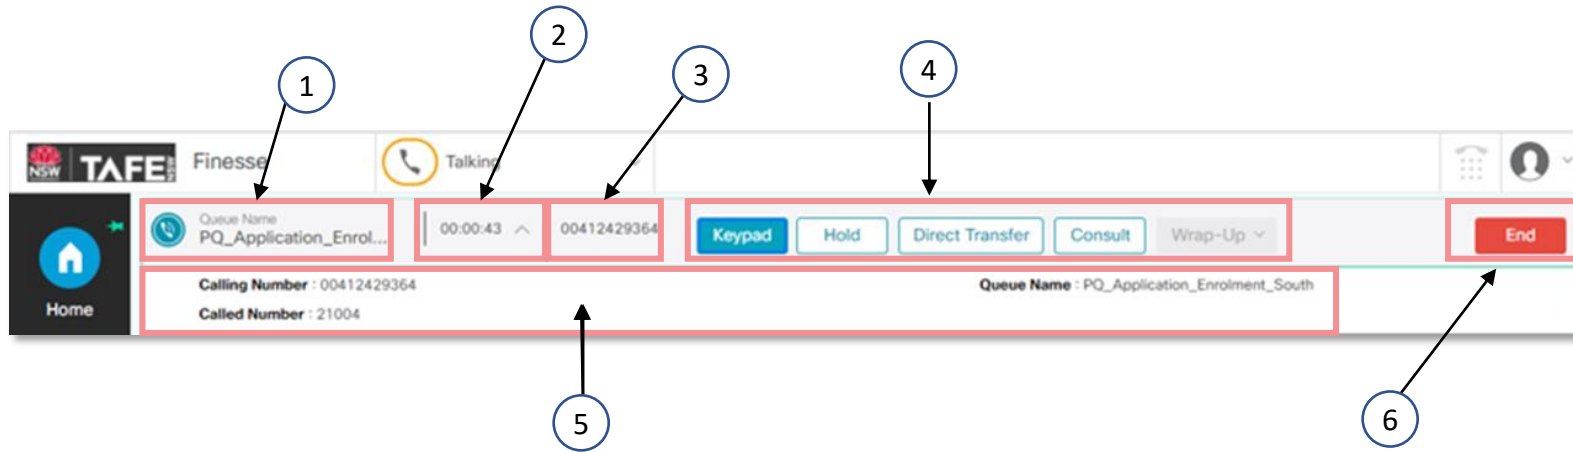 2
1
3
4
NSW TAFE NSW Finesse Talking
Queue Name
PQ_Application_Enrol... 00:00:43 00412429364 Keypad Hold Direct Transfer Consult Wrap-Up End
Home
Calling Number : 00412429364 Queue Name : PQ_Application_Enrolment_South
Called Number : 21004
5
6